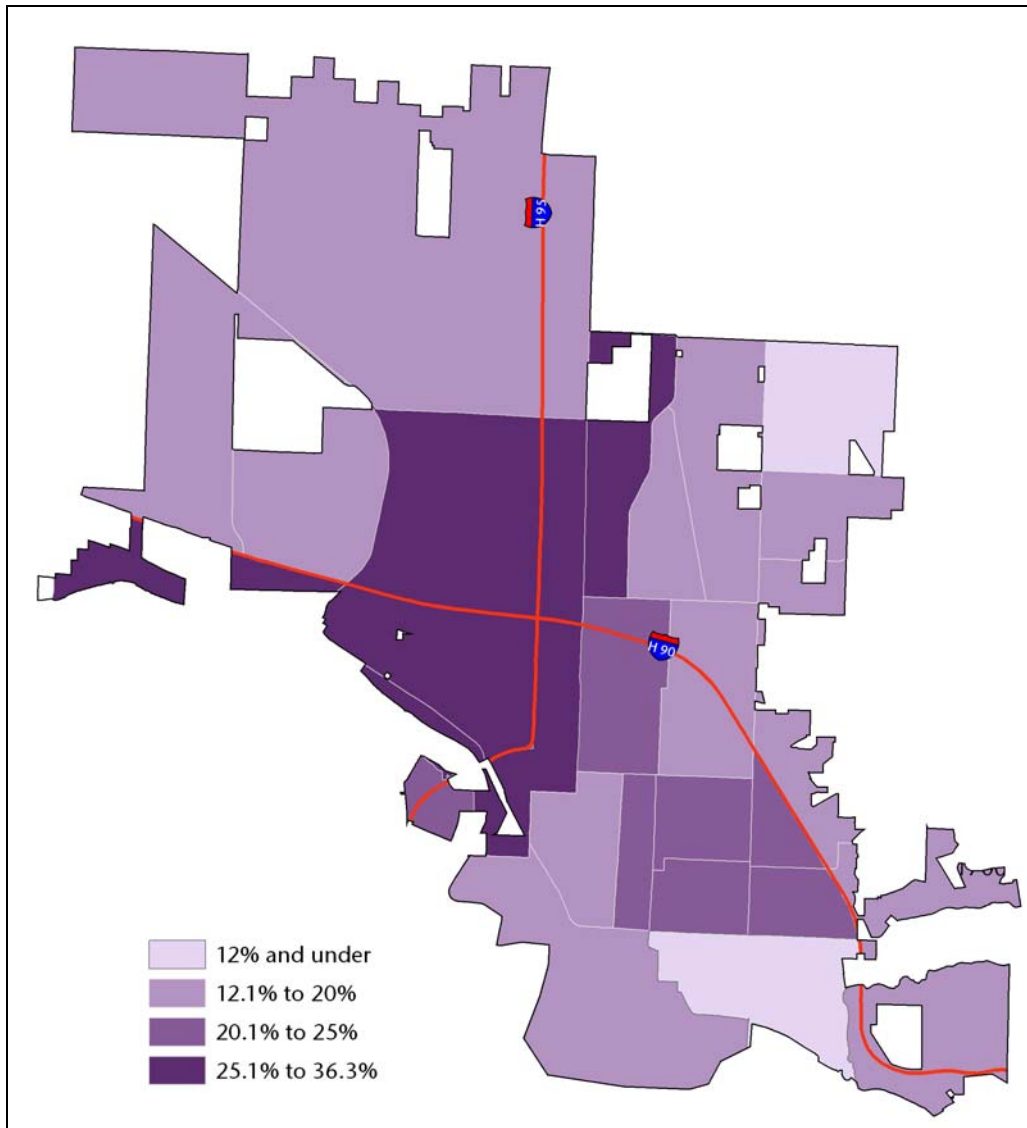 H 95
H 90
12% and under
12.1% to 20%
20.1% to 25%
25.1% to 36.3%